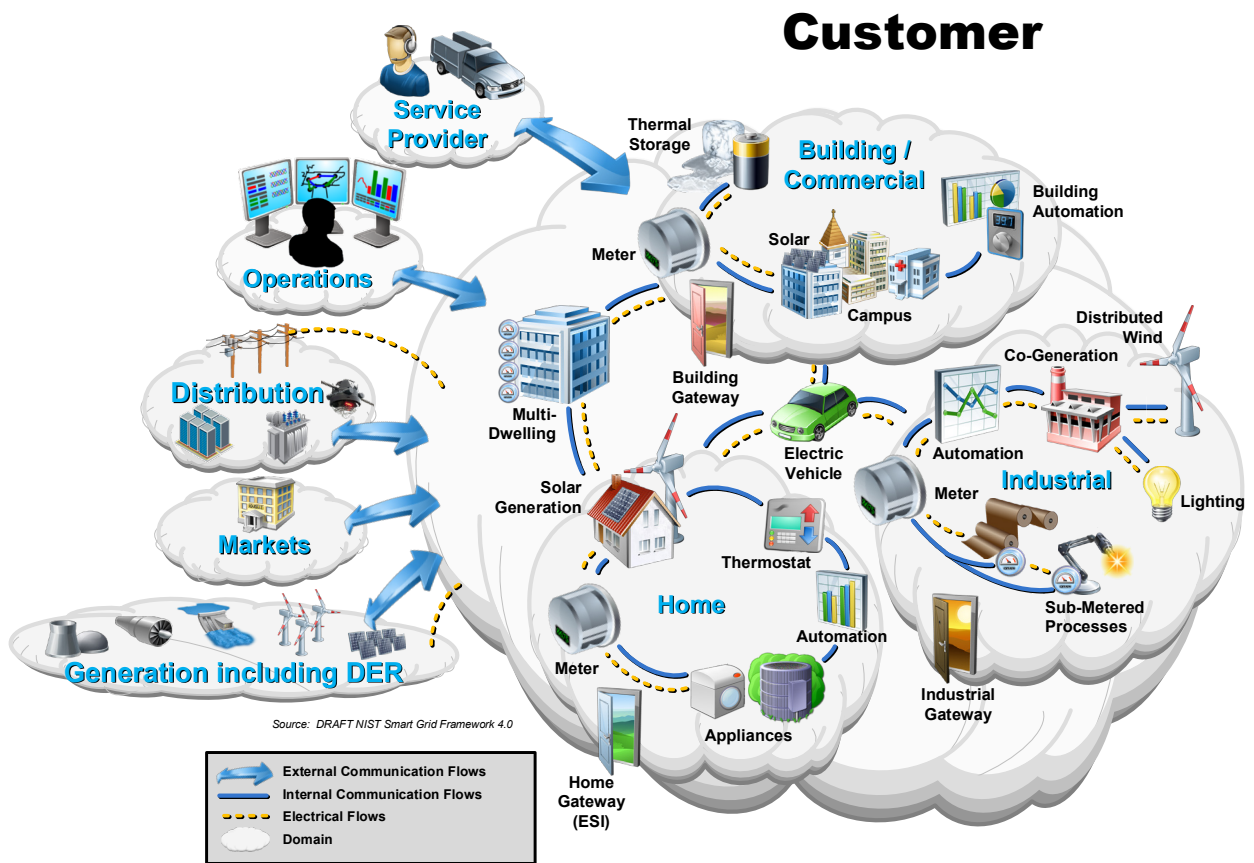 Customer
Service
Provider
Thermal
Storage
Building /
Commercial
Building
Automation
39.7
Operations
Meter
Solar
Campus
Building
Gateway
Distribution
Multi-
Dwelling
Electric
Vehicle
Distributed
Wind
Co-Generation
Automation
Industrial
Meter
Lighting
Markets
Solar
Generation
Thermostat
Home
Automation
Sub-Metered
Processes
Generation including DER
Meter
Appliances
Industrial
Gateway
Home
Gateway
(ESI)
Source: DRAFT NIST Smart Grid Framework 4.0
External Communication Flows
Internal Communication Flows
Electrical Flows
Domain